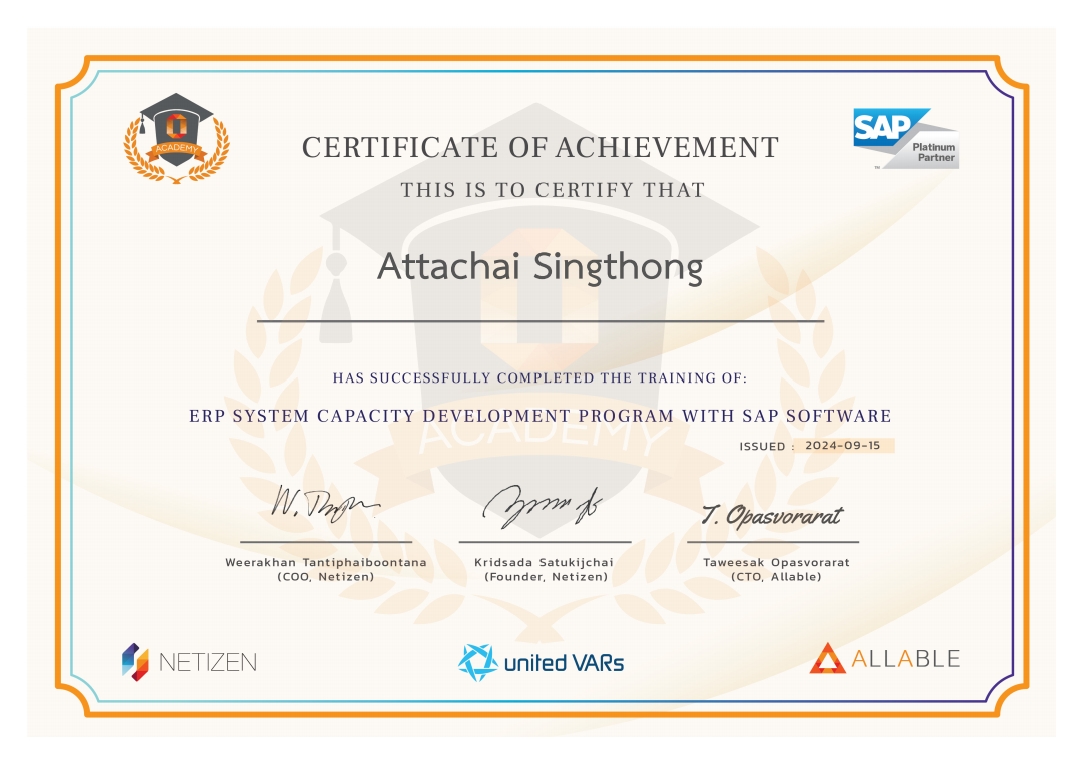 ACADEMY
SAP
Platinum
Partner
™
CERTIFICATE OF ACHIEVEMENT
THIS IS TO CERTIFY THAT
Attachai Singthong
HAS SUCCESSFULLY COMPLETED THE TRAINING OF:
ERP SYSTEM CAPACITY DEVELOPMENT PROGRAM WITH SAP SOFTWARE
ACADEMY
ISSUED : 2024-09-15
T. Opasvorarat
Weerakhan Tantiphaiboontana
(COO, Netizen)
Kridsada Satukijchai
(Founder, Netizen)
Taweesak Opasvorarat
(CTO, Allable)
NETIZEN
united VARs
ALLABLE